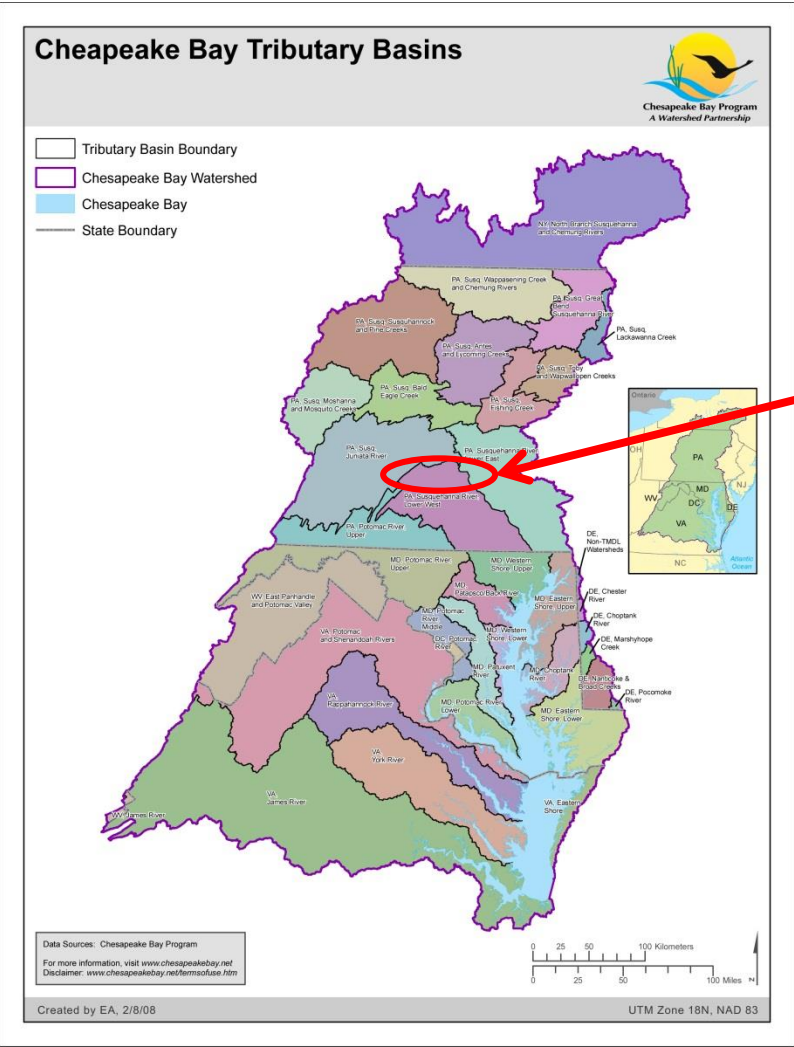 Cheapeake Bay Tributary Basins
Chesapeake Bay Program
A Watershed Partnership
Tributary Basin Boundary
Chesapeake Bay Watershed
Chesapeake Bay
State Boundary
NY, North Branch Susquehanna
and Chemung Rivers
PA, Susq, Wappasening Creek
and Chemung Rivers
PA, Susq, Great
Bend
Susquehanna River
PA, Susq, Susquhannock
and Pine Creeks
PA, Susq,
Lackawanna Creek
PA, Susq, Antes
and Lycoming Creeks
PA, Susq, Toby
and Wapwallopen Creeks
PA, Susq, Bald
Eagle Creek
PA, Susq, Moshanna
and Mosquito Creeks
PA, Susq,
Fishing Creek
PA, Susq,
Juniata River
PA, Susquehanna River,
Lower East
PA, Susquehanna River,
Lower West
PA, Potomac River,
Upper
Ontario
OH
PA
NJ
MD
WV
DC
DE
VA
NC
Atlantic
Ocean
DE,
Non-TMDL
Watersheds
MD, Potomac River,
Upper
MD, Western
Shore, Upper
MD,
Patapsco/Back River
MD, Eastern
Shore, Upper
DE, Chester
River
WV, East Panhandle
and Potomac Valley
MD, Potomac
River,
Middle
DE, Choptank
River
VA, Potomac
and Shenandoah Rivers
DC, Potomac
River
MD, Western
Shore, Lower
DE, Marshyhope
Creek
MD, Patuxent
River
MD, Choptank
River
DE, Nanticoke &
Broad Creeks
DE, Pocomoke
River
VA,
Rappahannock River
MD, Potomac River,
Lower
MD, Eastern
Shore, Lower
VA,
York River
VA,
James River
VA, Eastern
Shore
WV, James River
Data Sources: Chesapeake Bay Program
For more information, visit www.chesapeakebay.net
Disclaimer: www.chesapeakebay.net/termsofuse.htm
0 25 50 100 Kilometers
0 25 50 100 Miles
N
Created by EA, 2/8/08
UTM Zone 18N, NAD 83